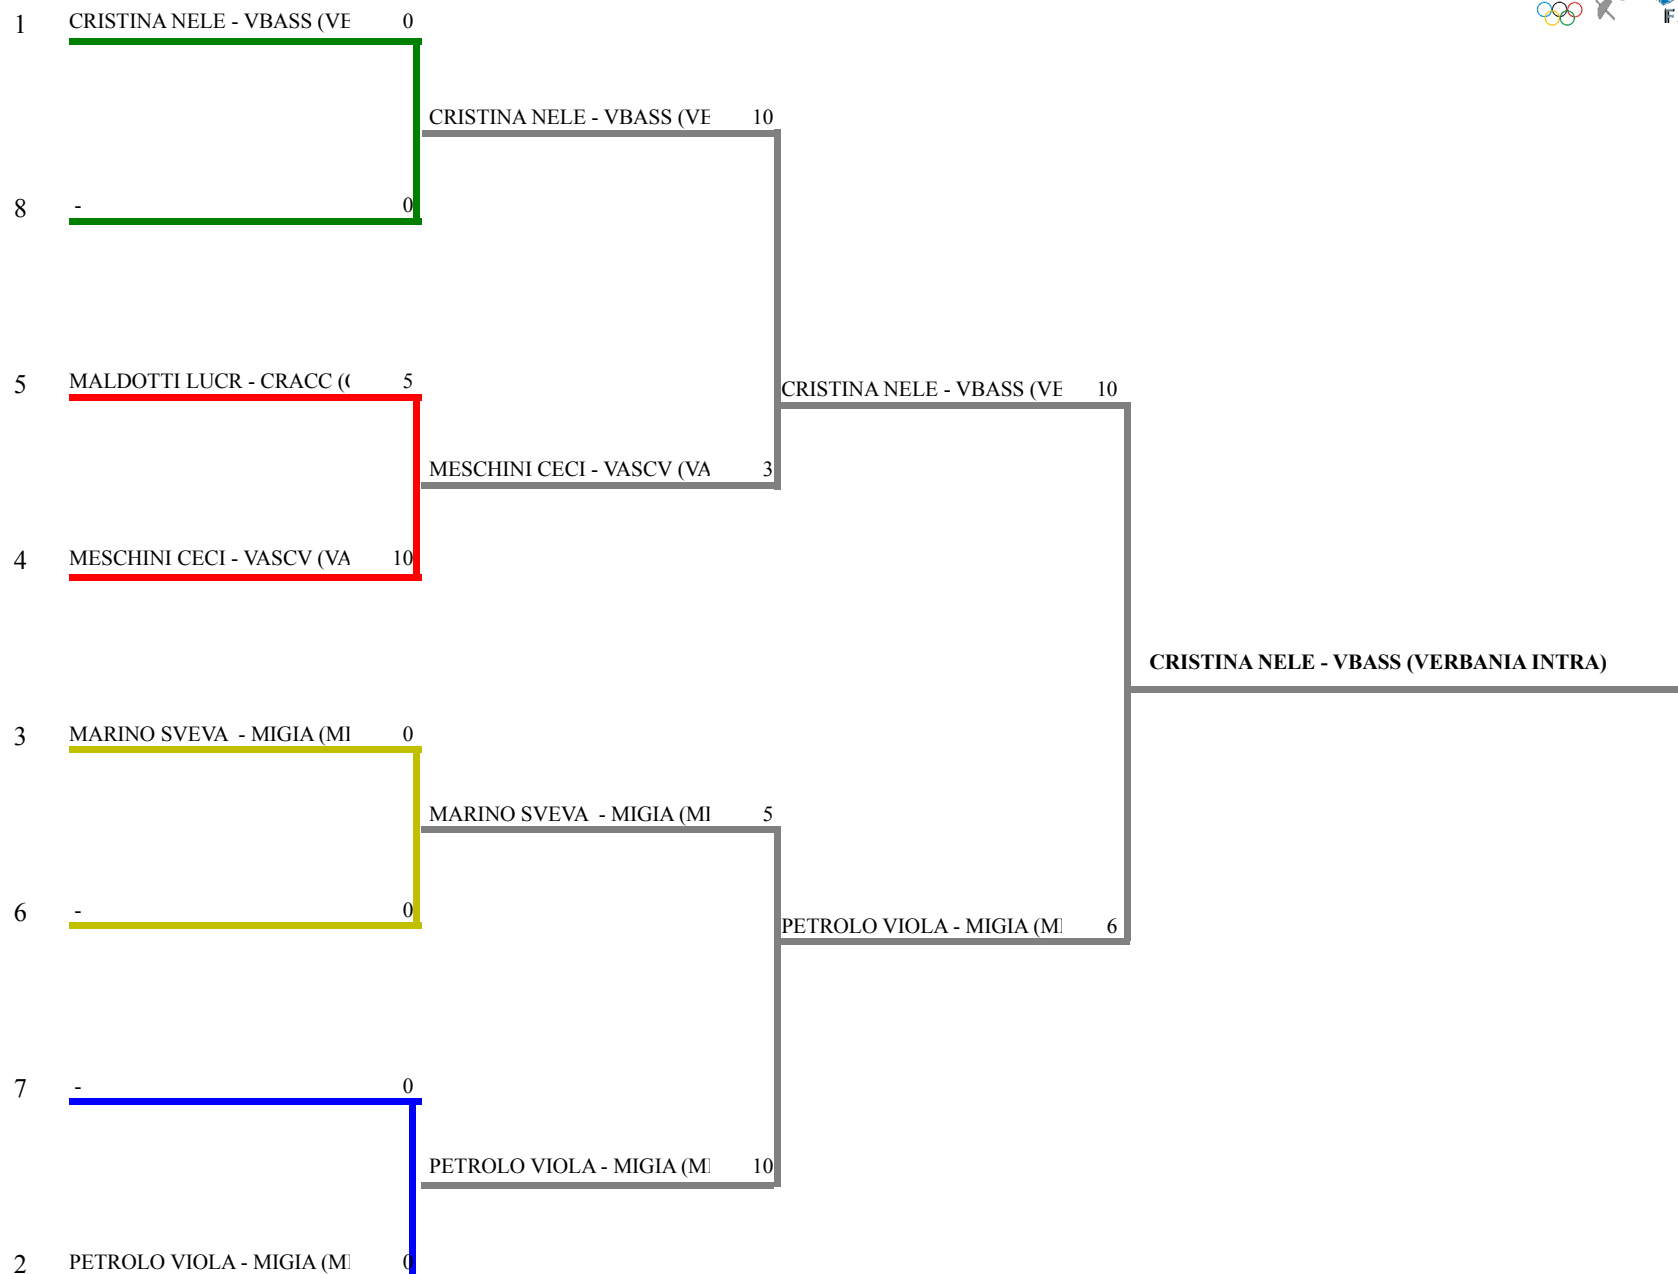 1 CRISTINA NELE - VBASS (VE 0
CRISTINA NELE - VBASS (VE 10
8 - 0
5 MALDOTTI LUCR - CRACC ( 5
CRISTINA NELE - VBASS (VE 10
MESCHINI CECI - VASCV (VA 3
4 MESCHINI CECI - VASCV (VA 10
CRISTINA NELE - VBASS (VERBANIA INTRA)
3 MARINO SVEVA - MIGIA (MI 0
MARINO SVEVA - MIGIA (MI 5
6 - 0
PETROLO VIOLA - MIGIA (MI 6
7 - 0
PETROLO VIOLA - MIGIA (MI 10
2 PETROLO VIOLA - MIGIA (MI 0